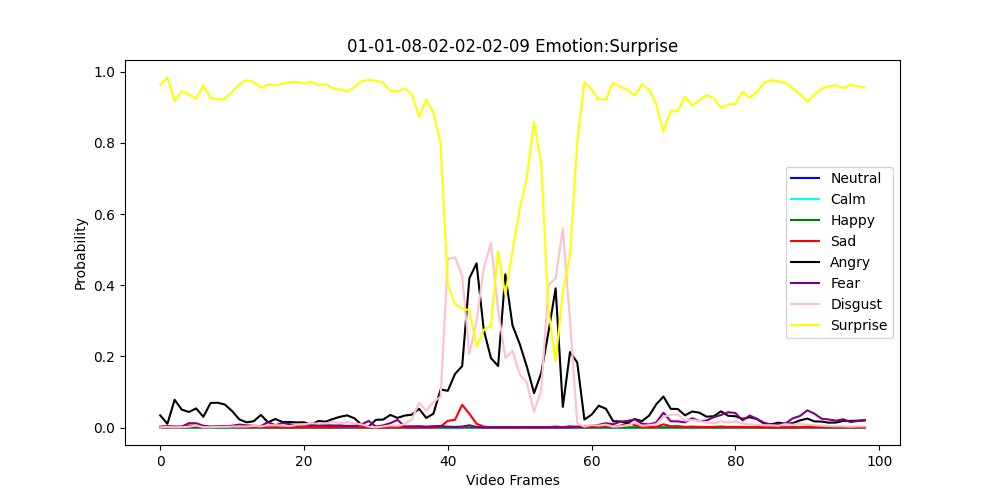 01-01-08-02-02-02-09 Emotion:Surprise
Probability
1.0
0.8
0.6
0.4
0.2
0.0
0
20
40
60
80
100
Video Frames
Neutral
Calm
Happy
Sad
Angry
Fear
Disgust
Surprise